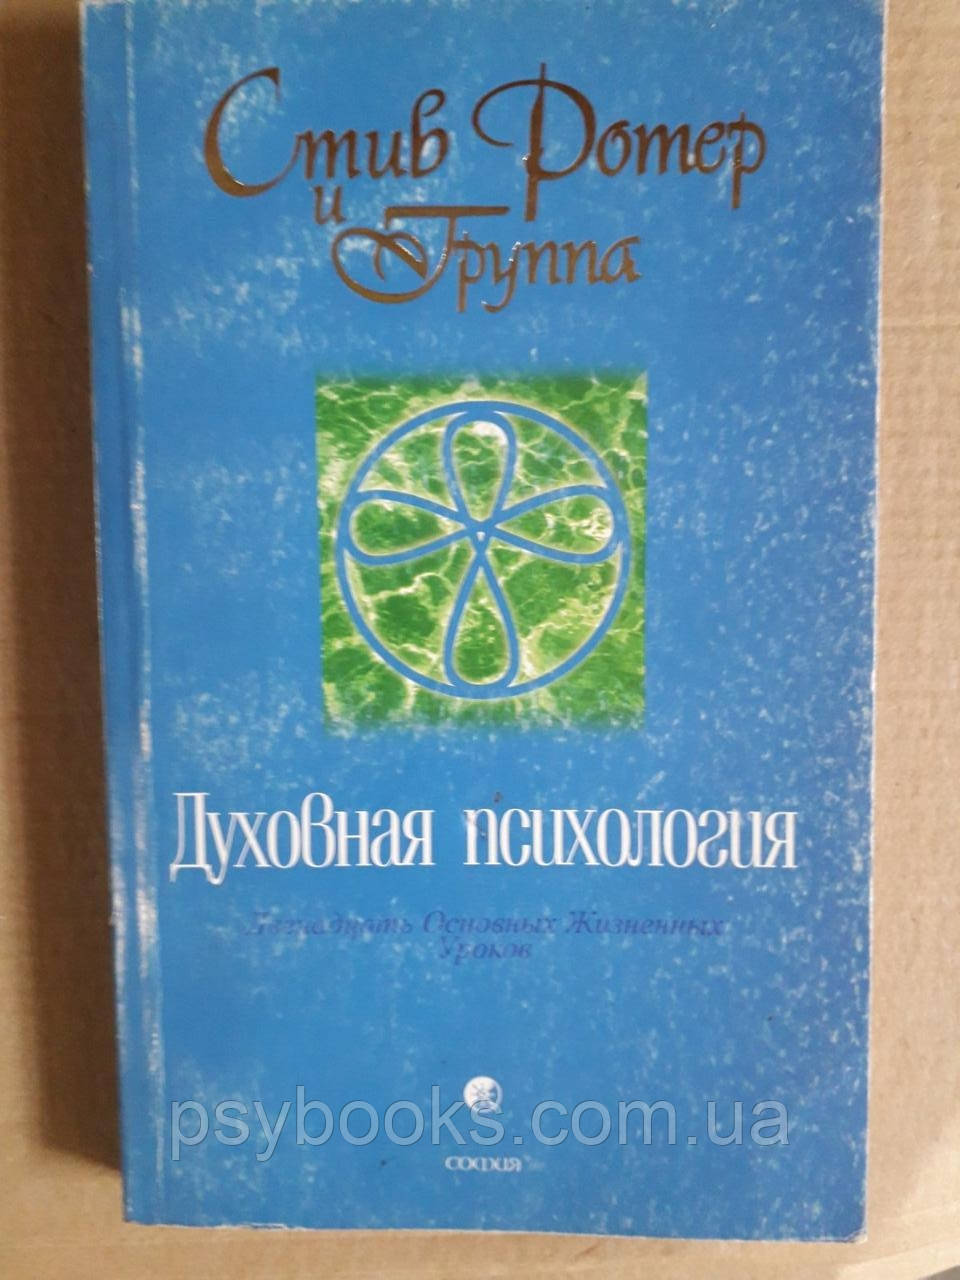 Стив Ротер
и
Группа
Духовная психология
Двенадцать Основных Жизненных
Уроков
psybooks.com.ua
СОФИЯ